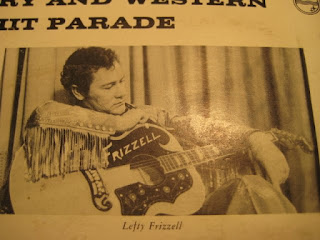 RY AND WESTERN
HIT PARADE
FRIZZELL
Lefty Frizzell